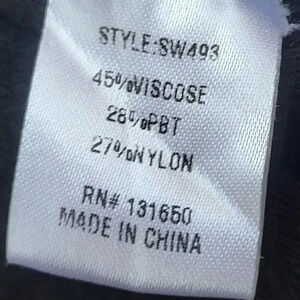 STYLE:SW493
45%VISCOSE
28%PBT
27%NYLON
RN# 131650
MADE IN CHINA